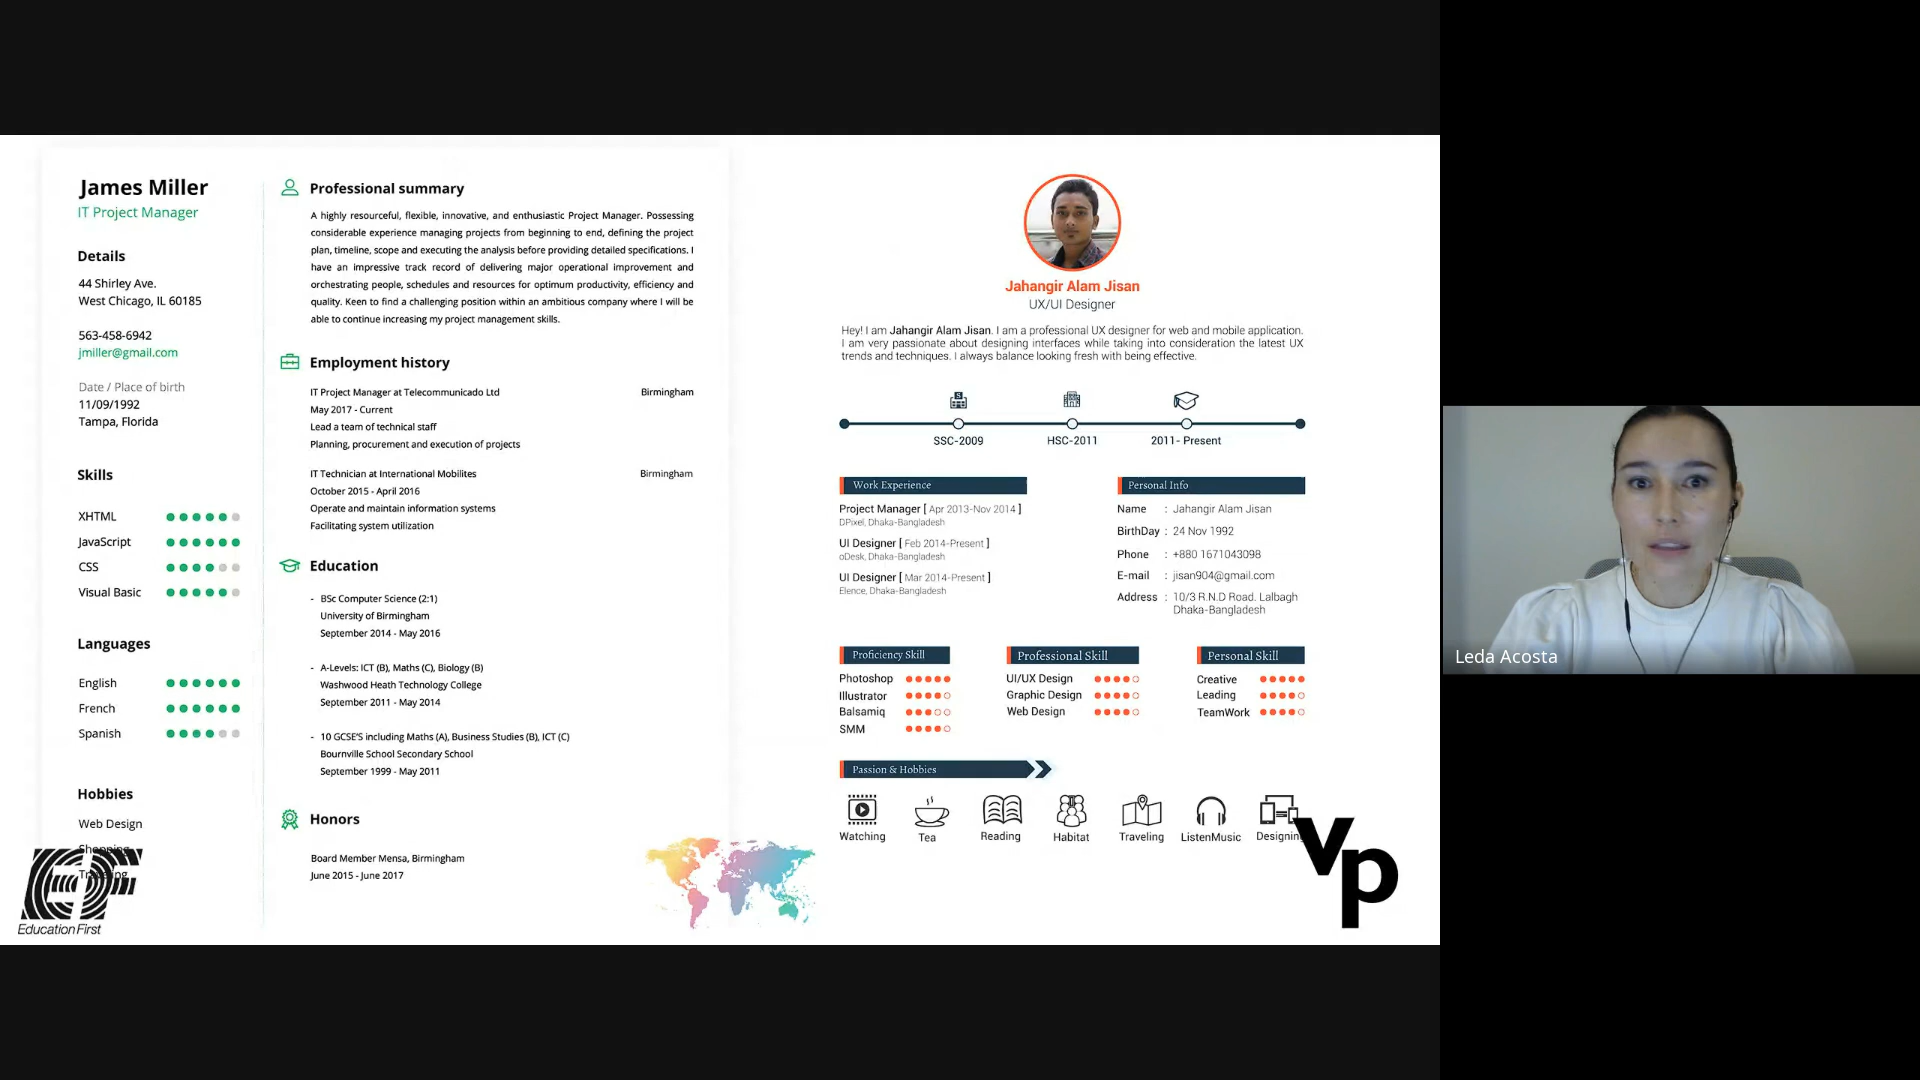 James Miller
IT Project Manager
Details
44 Shirley Ave.
West Chicago, IL 60185
563-458-6942
jmiller@gmail.com
Date / Place of birth
11/09/1992
Tampa, Florida
Skills
XHTML
JavaScript
CSS
Visual Basic
Languages
English
French
Spanish
Hobbies
Web Design
Shopping
Traveling
EF
Education First
Professional summary
A highly resourceful, flexible, innovative, and enthusiastic Project Manager. Possessing
considerable experience managing projects from beginning to end, defining the project
plan, timeline, scope and executing the analysis before providing detailed specifications. I
have an impressive track record of delivering major operational improvement and
orchestrating people, schedules and resources for optimum productivity, efficiency and
quality. Keen to find a challenging position within an ambitious company where I will be
able to continue increasing my project management skills.
Employment history
IT Project Manager at Telecommunicado Ltd Birmingham
May 2017 - Current
Lead a team of technical staff
Planning, procurement and execution of projects
IT Technician at International Mobilites Birmingham
October 2015 - April 2016
Operate and maintain information systems
Facilitating system utilization
Education
- BSc Computer Science (2:1)
University of Birmingham
September 2014 - May 2016
- A-Levels: ICT (B), Maths (C), Biology (B)
Washwood Heath Technology College
September 2011 - May 2014
- 10 GCSE'S including Maths (A), Business Studies (B), ICT (C)
Bournville School Secondary School
September 1999 - May 2011
Honors
Board Member Mensa, Birmingham
June 2015 - June 2017
Jahangir Alam Jisan
UX/UI Designer
Hey! I am Jahangir Alam Jisan. I am a professional UX designer for web and mobile application.
I am very passionate about designing interfaces while taking into consideration the latest UX
trends and techniques. I always balance looking fresh with being effective.
SSC-2009 HSC-2011 2011- Present
Work Experience
Project Manager [ Apr 2013-Nov 2014 ]
DPixel, Dhaka-Bangladesh
UI Designer [ Feb 2014-Present ]
oDesk, Dhaka-Bangladesh
UI Designer [ Mar 2014-Present ]
Elence, Dhaka-Bangladesh
Personal Info
Name : Jahangir Alam Jisan
BirthDay : 24 Nov 1992
Phone : +880 1671043098
E-mail : jisan904@gmail.com
Address : 10/3 R.N.D Road. Lalbagh
Dhaka-Bangladesh
Proficiency Skill
Photoshop
Illustrator
Balsamiq
SMM
Professional Skill
UI/UX Design
Graphic Design
Web Design
Personal Skill
Creative
Leading
TeamWork
Passion & Hobbies
Watching Tea Reading Habitat Traveling ListenMusic Designing
vp
Leda Acosta